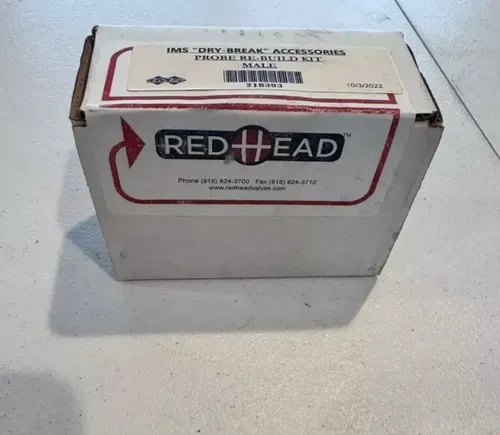 IMS "DRY-BREAK" ACCESSORIES
PROBE RE-BUILD KIT
MALE
218393
10/3/2022
RED HEAD™
Phone (918) 824-3700 Fax (918) 824-3710
www.redheadvalves.com